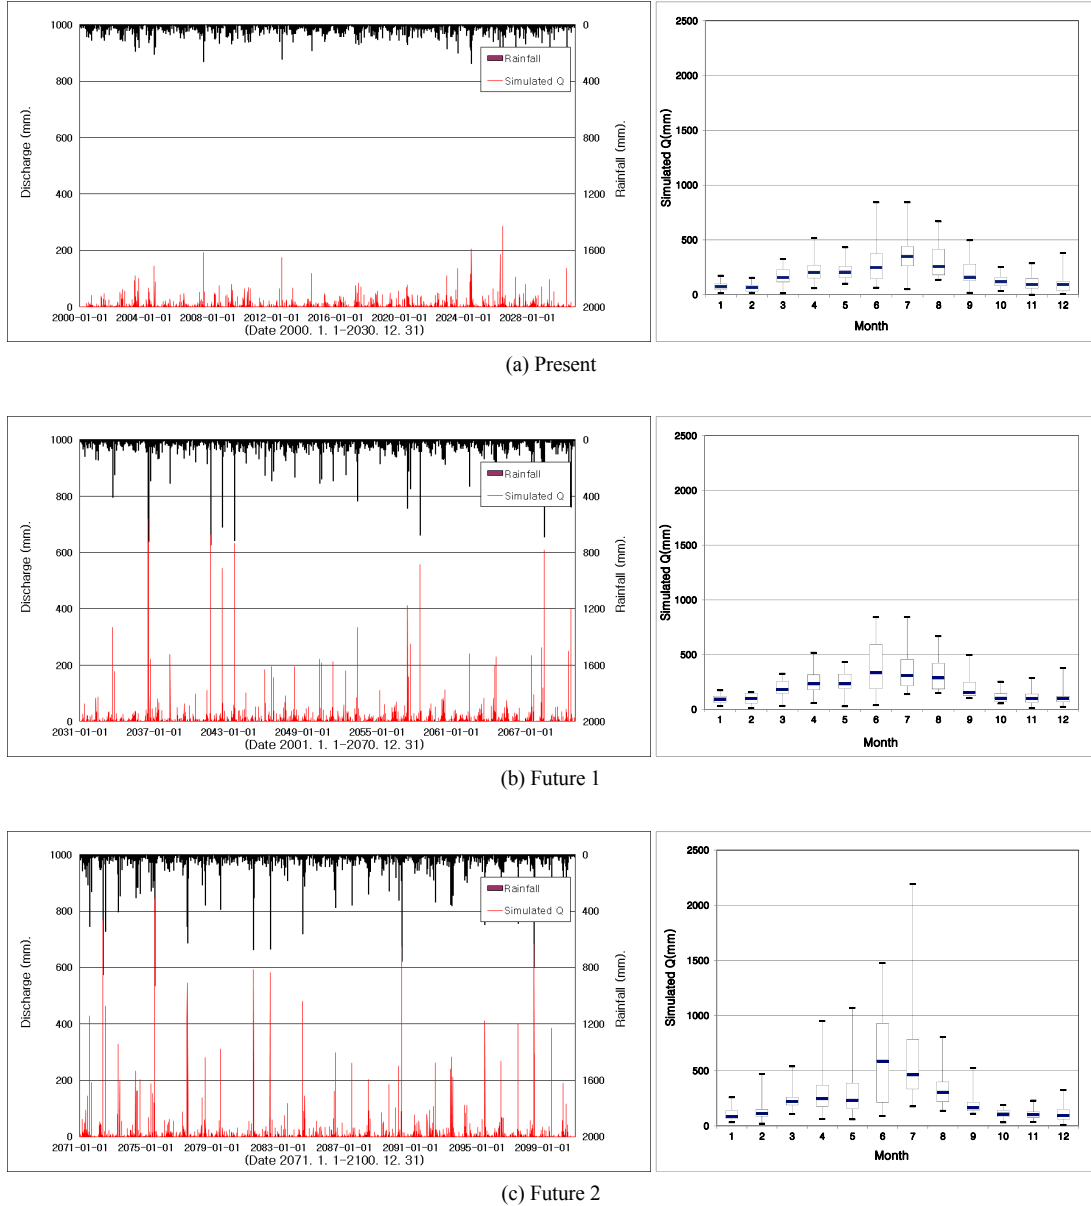 1000
800
600
400
200
0
Discharge (mm).
0
400
800
1200
1600
2000
Rainfall (mm).
Rainfall
Simulated Q
2000-01-01 2004-01-01 2008-01-01 2012-01-01 2016-01-01 2020-01-01 2024-01-01 2028-01-01
(Date 2000. 1. 1-2030. 12. 31)
2500
2000
1500
1000
500
0
Simulated Q(mm)
1 2 3 4 5 6 7 8 9 10 11 12
Month
(a) Present
1000
800
600
400
200
0
Discharge (mm).
0
400
800
1200
1600
2000
Rainfall (mm).
Rainfall
Simulated Q
2031-01-01 2037-01-01 2043-01-01 2049-01-01 2055-01-01 2061-01-01 2067-01-01
(Date 2001. 1. 1-2070. 12. 31)
2500
2000
1500
1000
500
0
Simulated Q(mm)
1 2 3 4 5 6 7 8 9 10 11 12
Month
(b) Future 1
1000
800
600
400
200
0
Discharge (mm).
0
400
800
1200
1600
2000
Rainfall (mm).
Rainfall
Simulated Q
2071-01-01 2075-01-01 2079-01-01 2083-01-01 2087-01-01 2091-01-01 2095-01-01 2099-01-01
(Date 2071. 1. 1-2100. 12. 31)
2500
2000
1500
1000
500
0
Simulated Q(mm)
1 2 3 4 5 6 7 8 9 10 11 12
Month
(c) Future 2